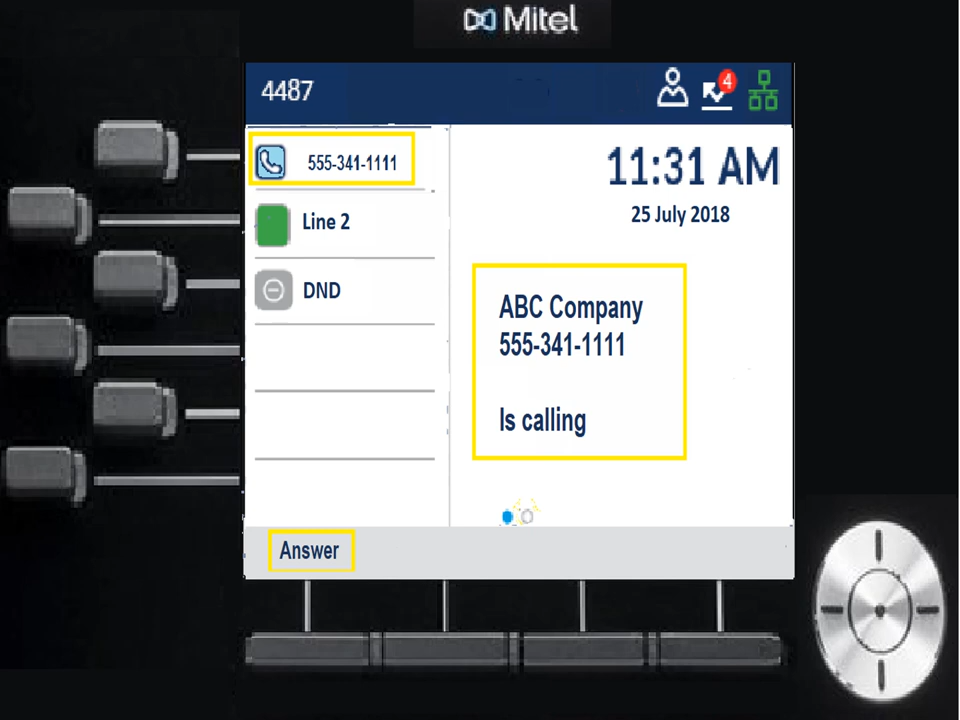 Mitel
4487
4
555-341-1111
11:31 AM
25 July 2018
Line 2
DND
ABC Company
555-341-1111
Is calling
Answer